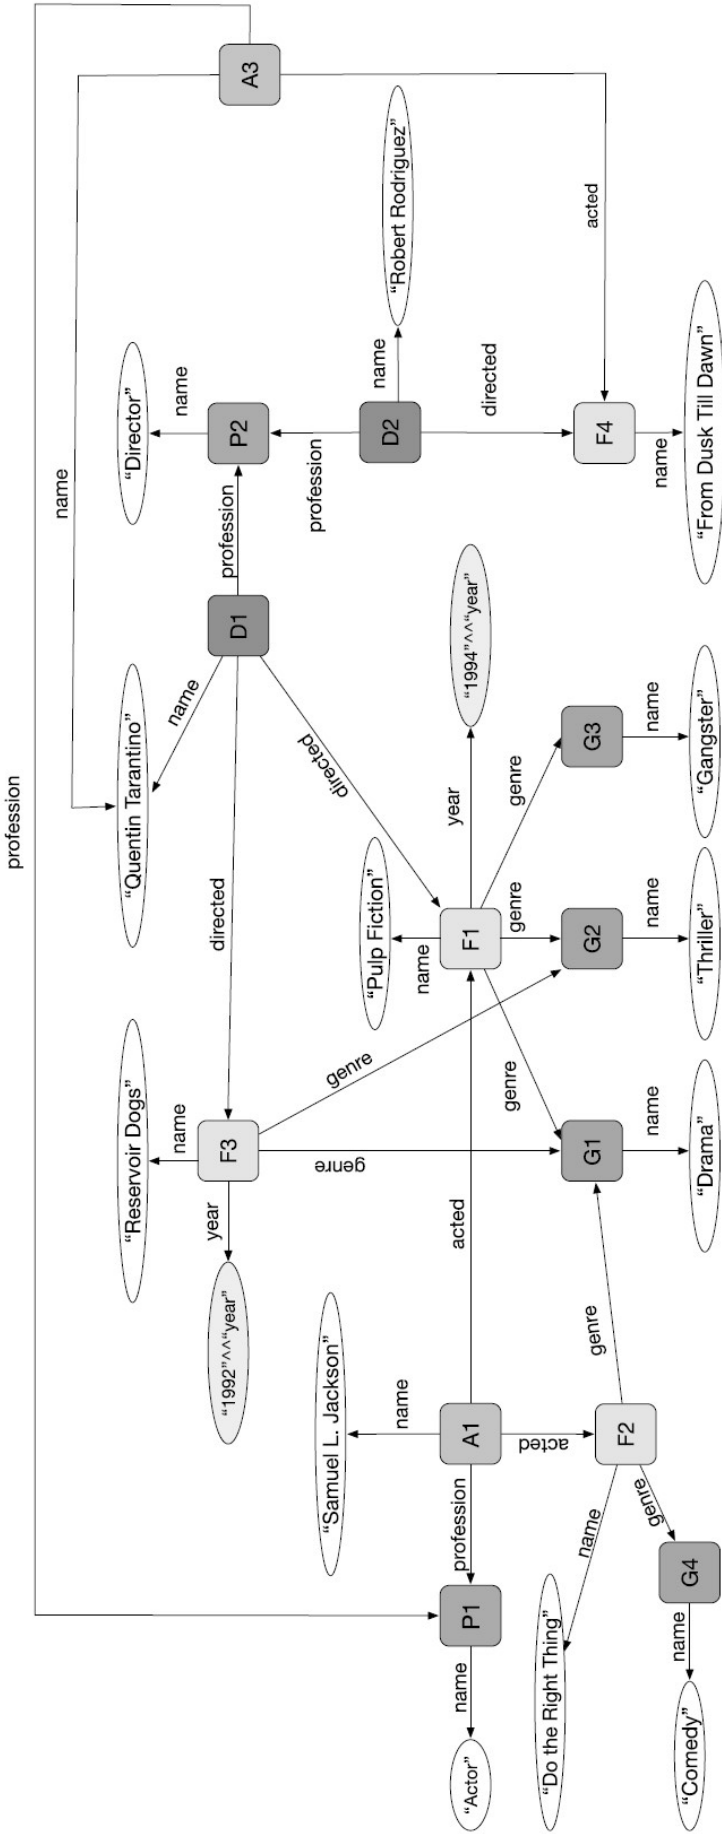 profession
name
“Reservoir Dogs”
“Quentin Tarantino”
“Director”
name
name
name
year
directed
profession
“1992”^^“year”
F3
D1
P2
A3
profession
“Samuel L. Jackson”
genre
genre
directed
“Pulp Fiction”
name
“Robert Rodriguez”
name
D2
name
profession
acted
year
name
“Actor”
P1
A1
F1
“1994”^^“year”
directed
acted
genre
genre
genre
“Do the Right Thing”
name
genre
acted
F2
G1
G2
G3
F4
genre
name
name
name
name
name
G4
“Comedy”
“Drama”
“Thriller”
“Gangster”
“From Dusk Till Dawn”